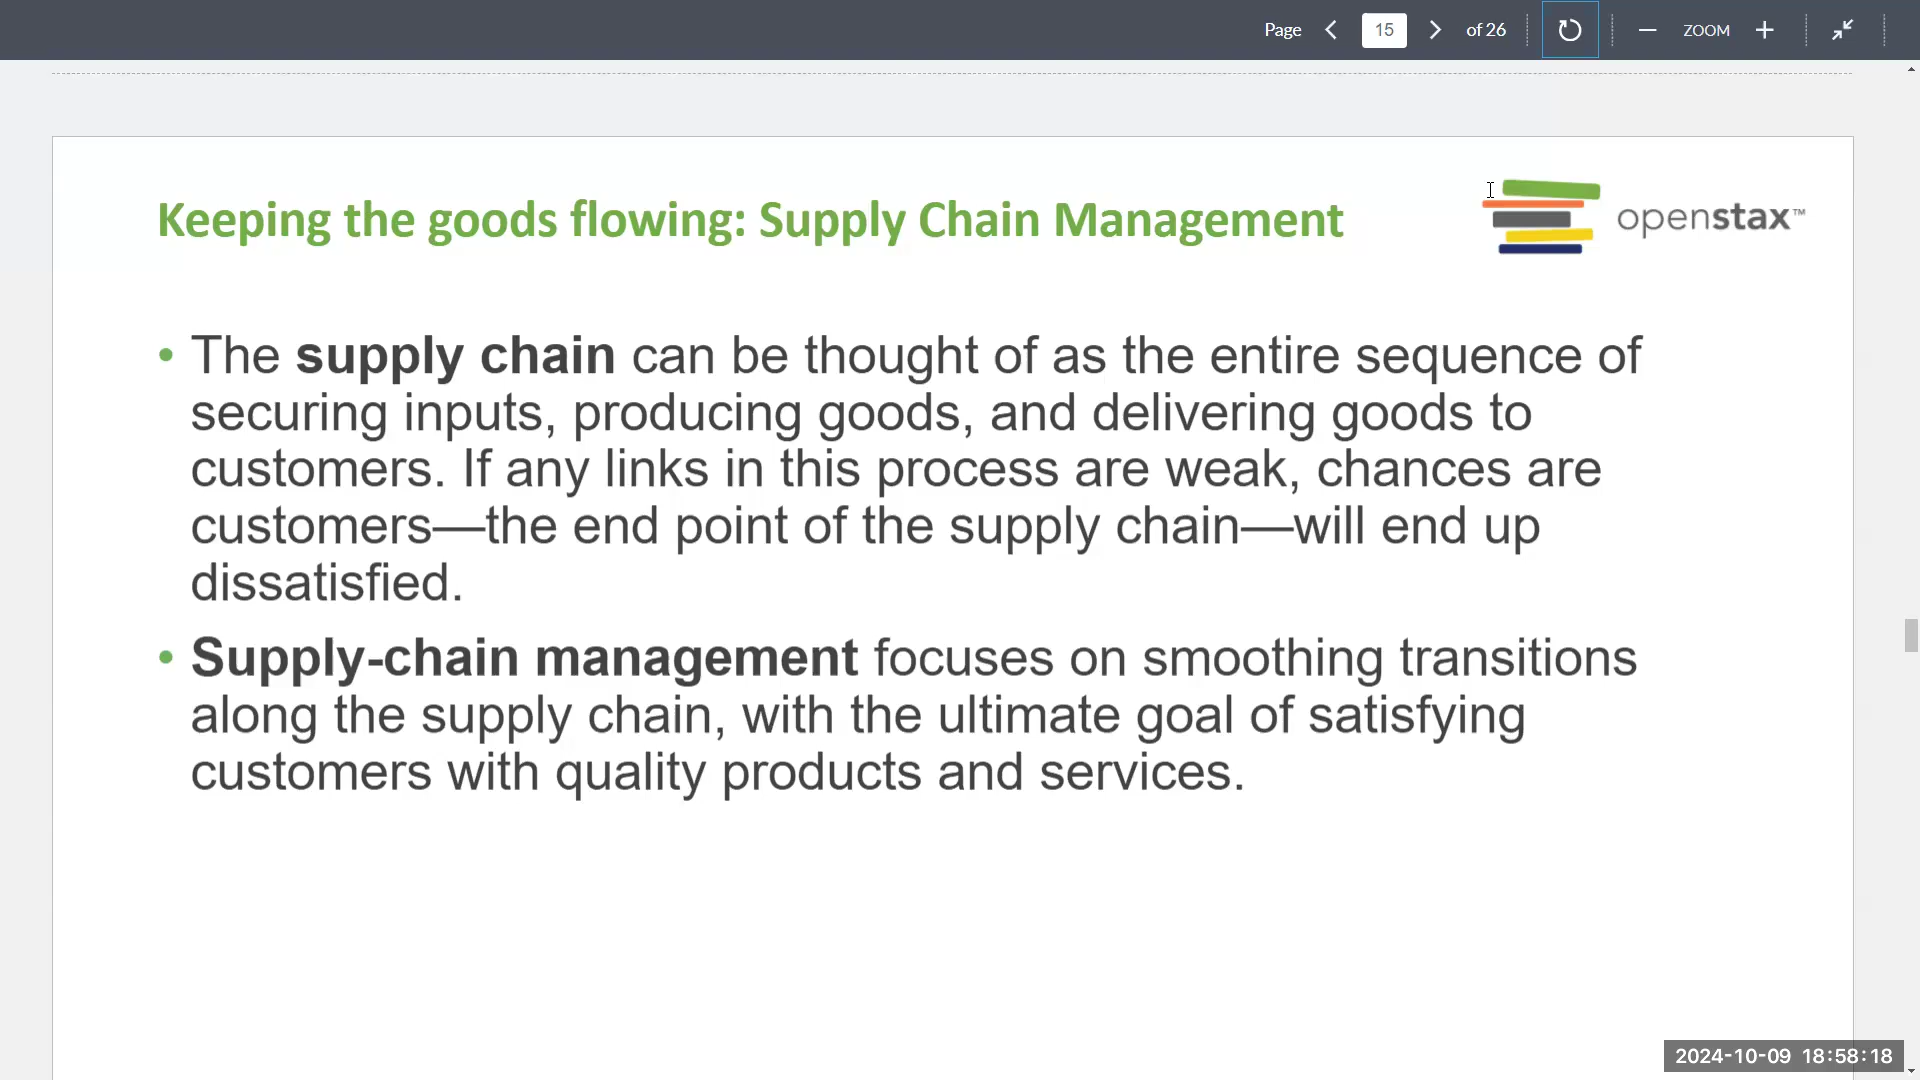 Page 15 of 26 ZOOM
Keeping the goods flowing: Supply Chain Management
openstax™
• The supply chain can be thought of as the entire sequence of
securing inputs, producing goods, and delivering goods to
customers. If any links in this process are weak, chances are
customers—the end point of the supply chain—will end up
dissatisfied.
• Supply-chain management focuses on smoothing transitions
along the supply chain, with the ultimate goal of satisfying
customers with quality products and services.
2024-10-09 18:58:18